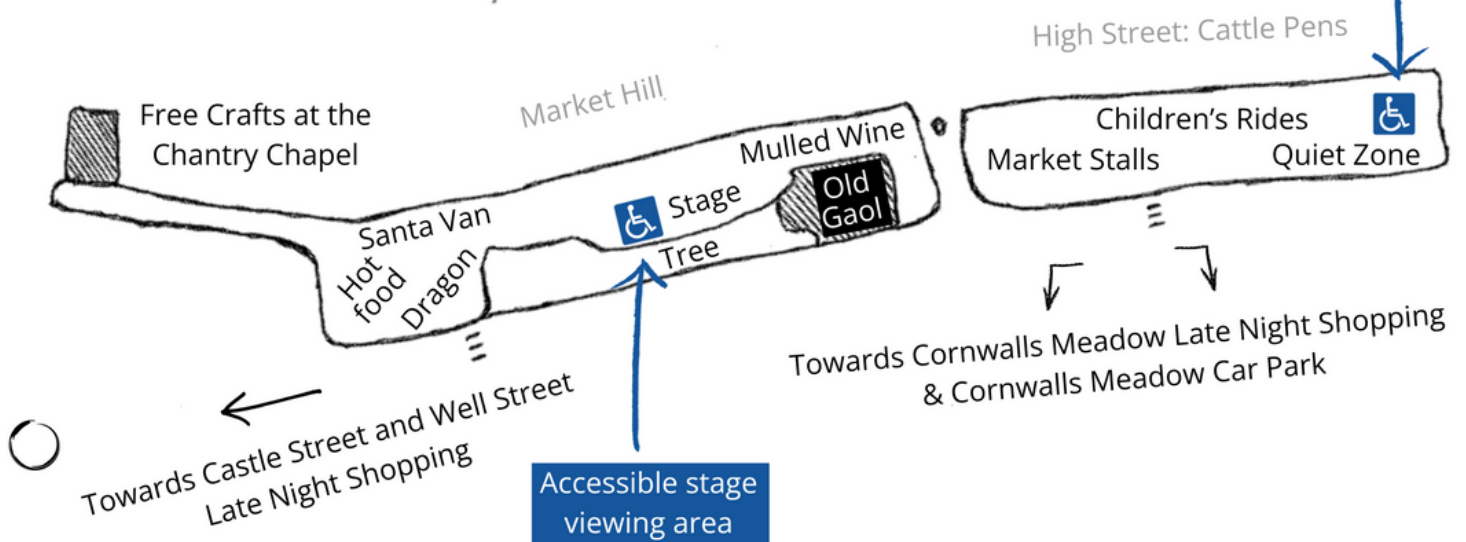 High Street: Cattle Pens
Market Hill
Free Crafts at the
Chantry Chapel
Mulled Wine
Children's Rides
Market Stalls
Quiet Zone
Old
Gaol
Stage
Santa Van
Tree
Hot
food
Dragon
Towards Cornwalls Meadow Late Night Shopping
& Cornwalls Meadow Car Park
Towards Castle Street and Well Street
Late Night Shopping
Accessible stage
viewing area